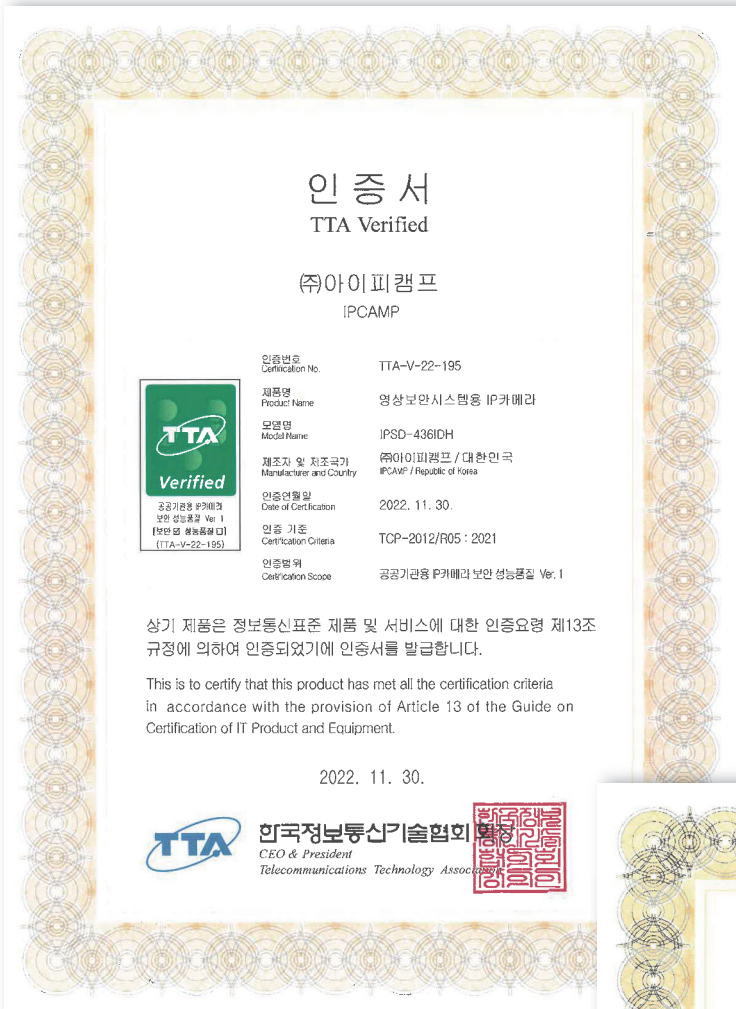 인증서
TTA Verified
(주)아이피캠프
IPCAMP
인증번호
Certification No.
TTA-V-22-195
제품명
Product Name
영상보안시스템용 IP카메라
모델명
Model Name
IPSD-436IDH
제조자 및 제조국가
Manufacturer and Country
㈜아이피캠프 / 대한민국
IPCAMP / Republic of Korea
인증연월일
Date of Certification
2022. 11. 30.
인증 기준
Certification Criteria
TCP-2012/R05 : 2021
인증범위
Certification Scope
공공기관용 IP카메라 보안 성능품질 Ver. 1
TTA
Verified
공공기관용 IP카메라
보안 성능품질 Ver 1
[보안 ☑ 성능품질 □]
(TTA-V-22-195)
상기 제품은 정보통신표준 제품 및 서비스에 대한 인증요령 제13조
규정에 의하여 인증되었기에 인증서를 발급합니다.
This is to certify that this product has met all the certification criteria
in accordance with the provision of Article 13 of the Guide on
Certification of IT Product and Equipment.
2022. 11. 30.
TTA
한국정보통신기술협회 회장
CEO & President
Telecommunications Technology Association